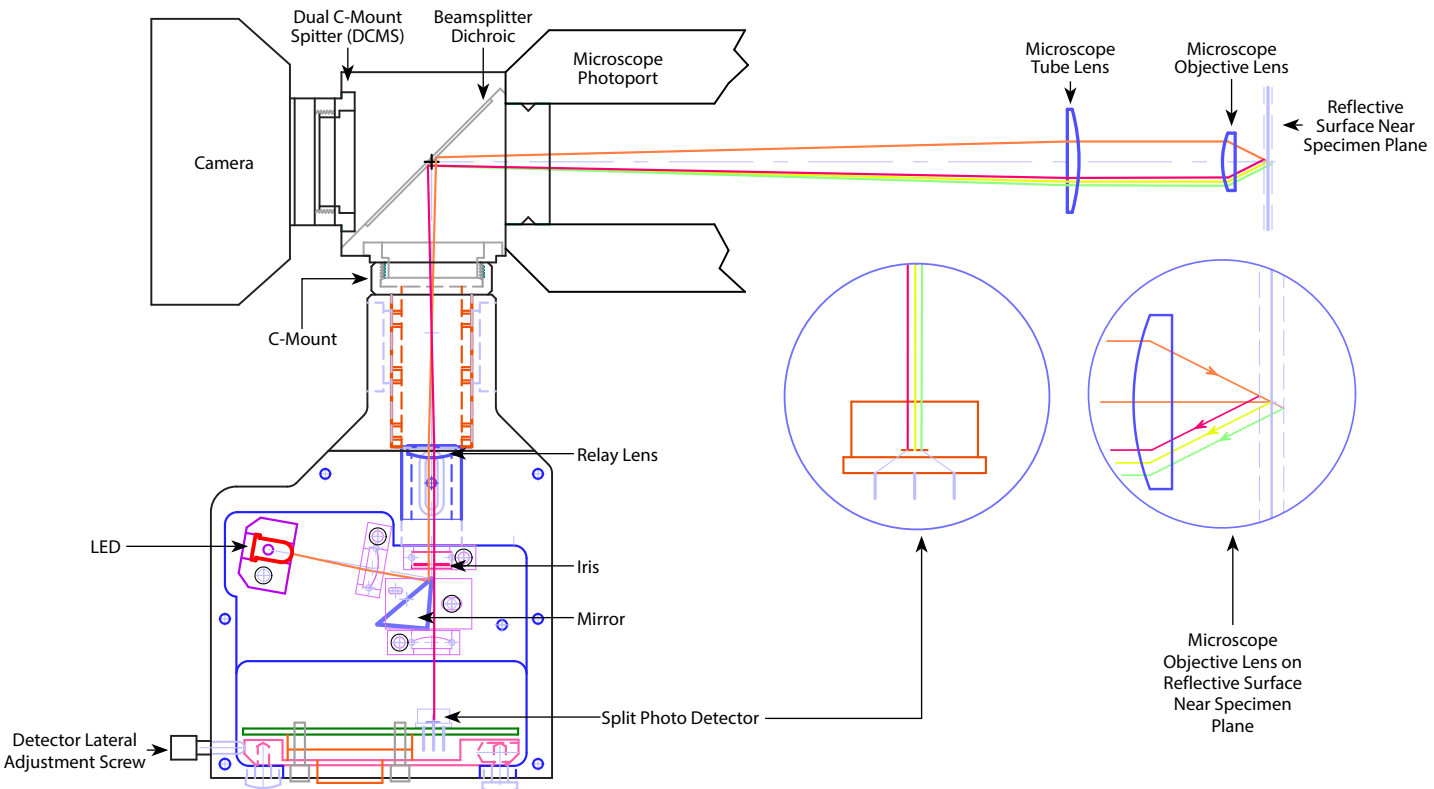 Dual C-Mount
Spitter (DCMS)
Beamsplitter
Dichroic
Microscope
Photoport
Microscope
Tube Lens
Microscope
Objective Lens
Reflective
Surface Near
Specimen Plane
Camera
C-Mount
Relay Lens
LED
Iris
Mirror
Microscope
Objective Lens on
Reflective Surface
Near Specimen
Plane
Split Photo Detector
Detector Lateral
Adjustment Screw